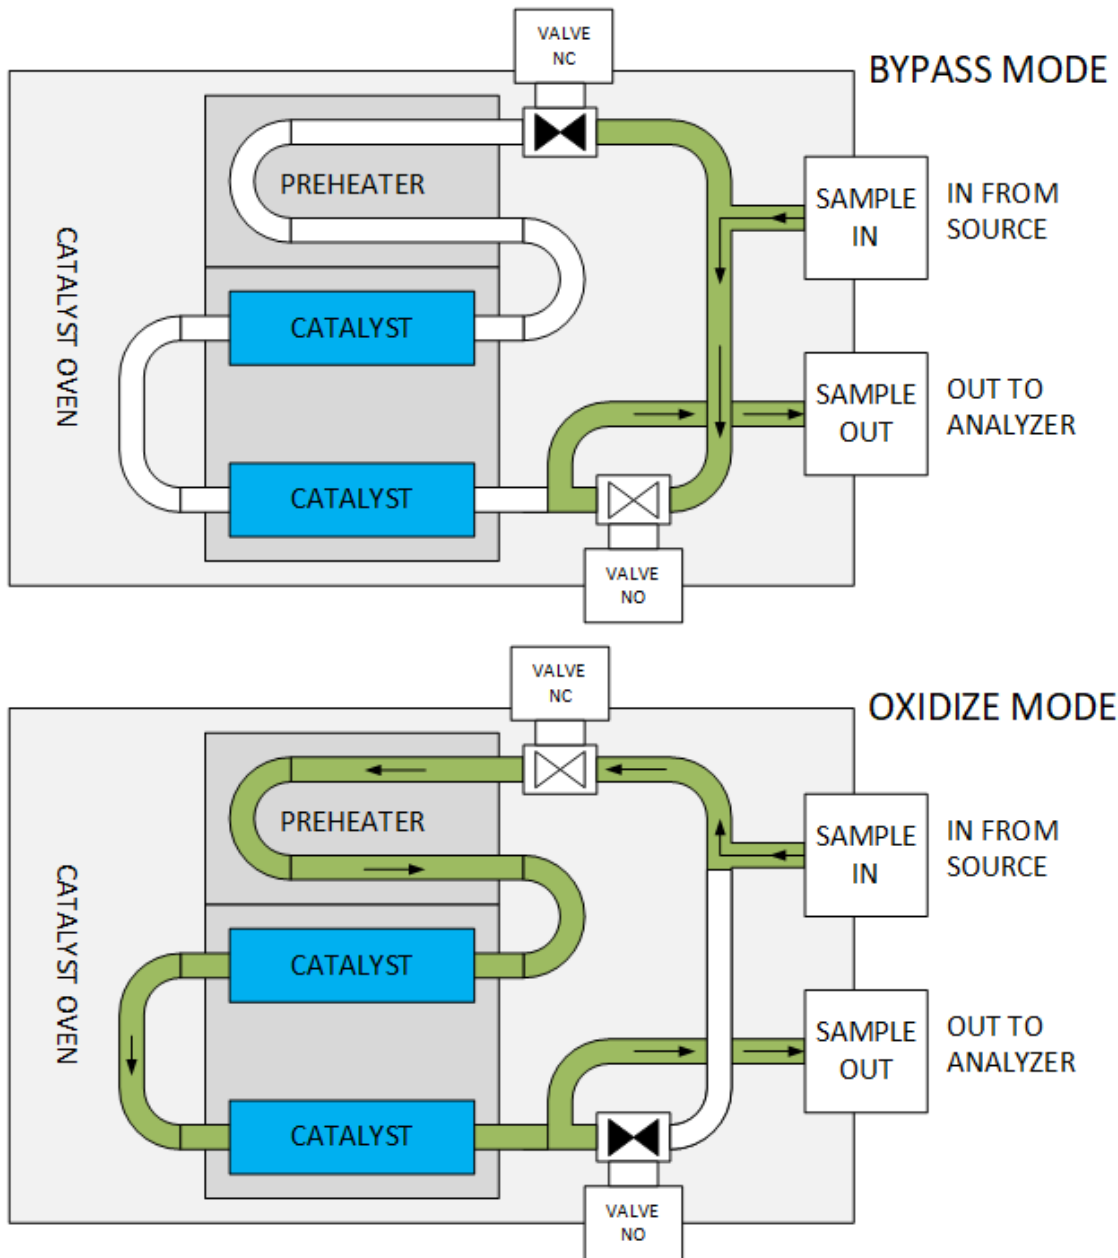 VALVE
NC
BYPASS MODE
PREHEATER
SAMPLE
IN
IN FROM
SOURCE
CATALYST OVEN
CATALYST
SAMPLE
OUT
OUT TO
ANALYZER
CATALYST
VALVE
NO
VALVE
NC
OXIDIZE MODE
PREHEATER
SAMPLE
IN
IN FROM
SOURCE
CATALYST OVEN
CATALYST
SAMPLE
OUT
OUT TO
ANALYZER
CATALYST
VALVE
NO